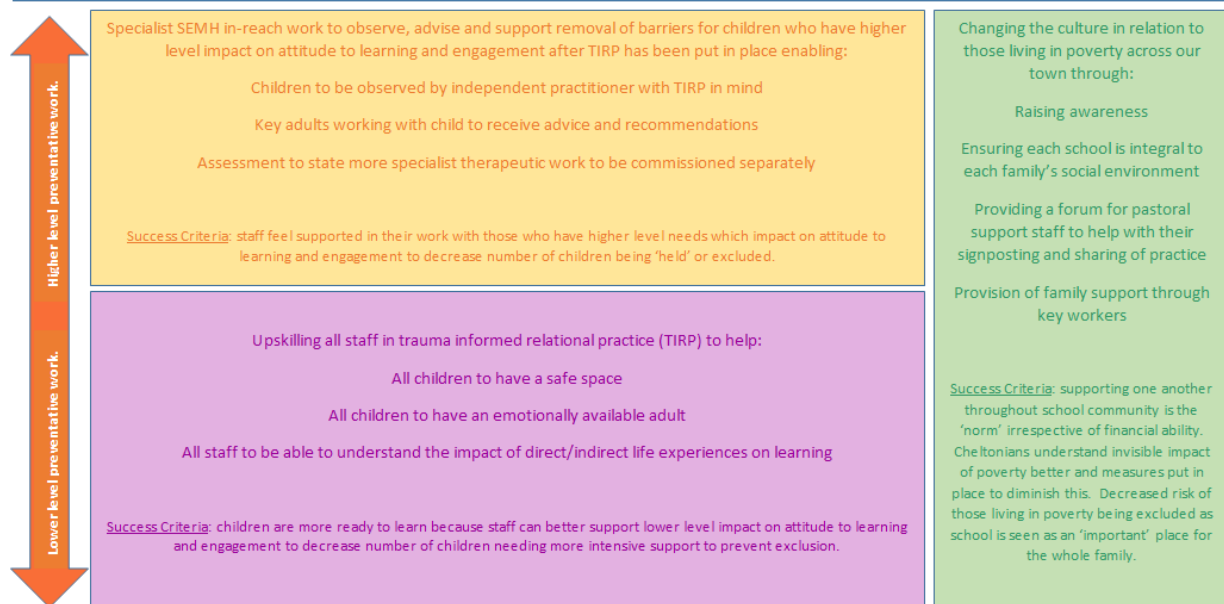 Higher level preventative work.
Lower level preventative work.
Specialist SEMH in-reach work to observe, advise and support removal of barriers for children who have higher
level impact on attitude to learning and engagement after TIRP has been put in place enabling:
Children to be observed by independent practitioner with TIRP in mind
Key adults working with child to receive advice and recommendations
Assessment to state more specialist therapeutic work to be commissioned separately
Success Criteria: staff feel supported in their work with those who have higher level needs which impact on attitude to
learning and engagement to decrease number of children being ‘held’ or excluded.
Upskilling all staff in trauma informed relational practice (TIRP) to help:
All children to have a safe space
All children to have an emotionally available adult
All staff to be able to understand the impact of direct/indirect life experiences on learning
Success Criteria: children are more ready to learn because staff can better support lower level impact on attitude to learning
and engagement to decrease number of children needing more intensive support to prevent exclusion.
Changing the culture in relation to
those living in poverty across our
town through:
Raising awareness
Ensuring each school is integral to
each family’s social environment
Providing a forum for pastoral
support staff to help with their
signposting and sharing of practice
Provision of family support through
key workers
Success Criteria: supporting one another
throughout school community is the
‘norm’ irrespective of financial ability.
Cheltonians understand invisible impact
of poverty better and measures put in
place to diminish this. Decreased risk of
those living in poverty being excluded as
school is seen as an ‘important’ place for
the whole family.